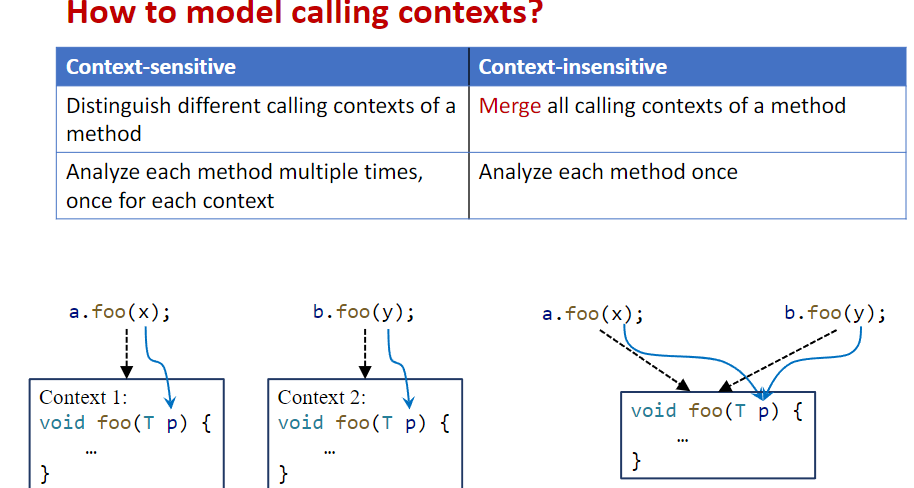 How to model calling contexts?
Context-sensitive
Context-insensitive
Distinguish different calling contexts of a
method
Merge all calling contexts of a method
Analyze each method multiple times,
once for each context
Analyze each method once
a.foo(x);
b.foo(y);
a.foo(x);
b.foo(y);
Context 1:
void foo(T p) {
…
}
Context 2:
void foo(T p) {
…
}
void foo(T p) {
…
}